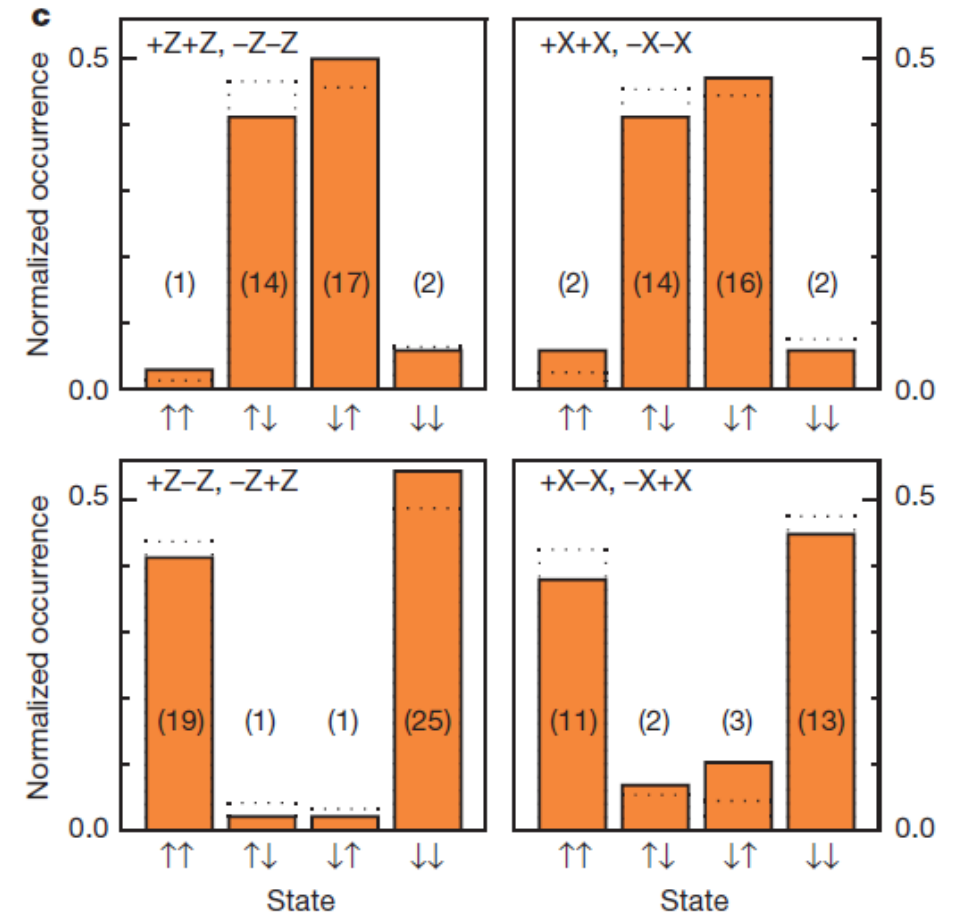 c
+Z+Z, –Z–Z
+X+X, –X–X
Normalized occurrence
0.5
0.0
(1) (14) (17) (2)
(2) (14) (16) (2)
0.5
0.0
↑↑ ↑↓ ↓↑ ↓↓
↑↑ ↑↓ ↓↑ ↓↓
+Z–Z, –Z+Z
+X–X, –X+X
Normalized occurrence
0.5
0.0
(19) (1) (1) (25)
(11) (2) (3) (13)
0.5
0.0
↑↑ ↑↓ ↓↑ ↓↓
↑↑ ↑↓ ↓↑ ↓↓
State
State